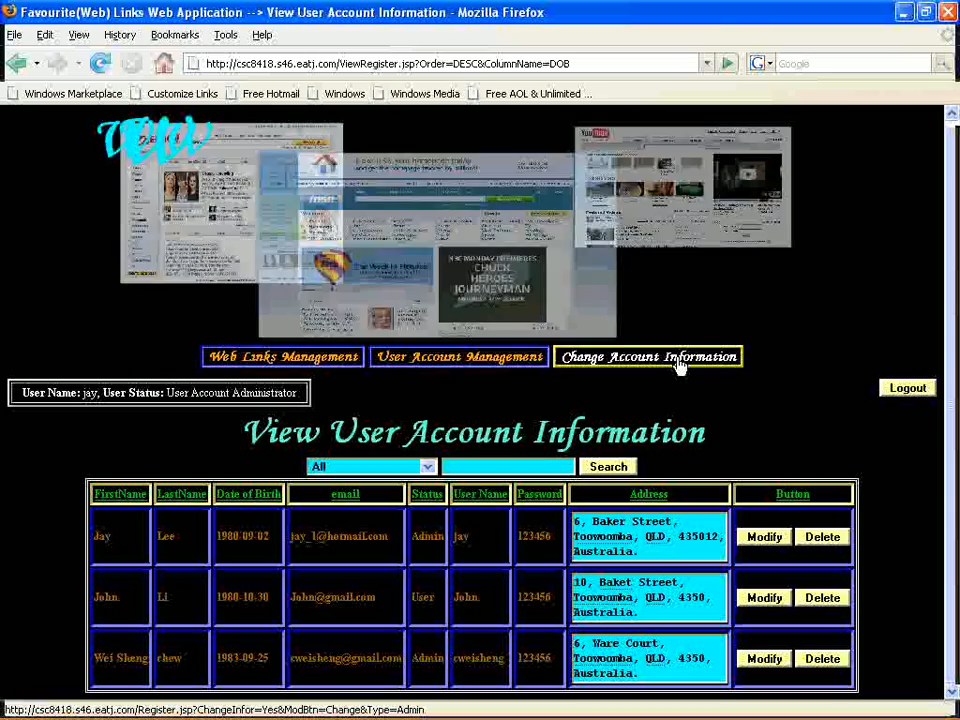 Favourite(Web) Links Web Application --> View User Account Information - Mozilla Firefox
File Edit View History Bookmarks Tools Help
http://csc8418.s46.eatj.com/ViewRegister.jsp?Order=DESC&ColumnName=DOB
Google
Windows Marketplace Customize Links Free Hotmail Windows Windows Media Free AOL & Unlimited ...
NBC MONDAY PREMIERES
CHUCK
HEROES
JOURNEYMAN
Web Links Management User Account Management Change Account Information
User Name: jay, User Status: User Account Administrator
Logout
View User Account Information
All Search
FirstName LastName Date of Birth email Status User Name Password Address Button
Jay Lee 1980-09-02 jay_1@hotmail.com Admin jay 123456 6, Baker Street, Toowoomba, QLD, 435012, Australia. Modify Delete
John. Li 1980-10-30 John@gmail.com User John. 123456 10, Baket Street, Toowoomba, QLD, 4350, Australia. Modify Delete
Wei Sheng chew 1983-09-25 cweisheng@gmail.com Admin cweisheng 123456 6, Ware Court, Toowoomba, QLD, 4350, Australia. Modify Delete
http://csc8418.s46.eatj.com/Register.jsp?ChangeInfor=Yes&ModBtn=Change&Type=Admin